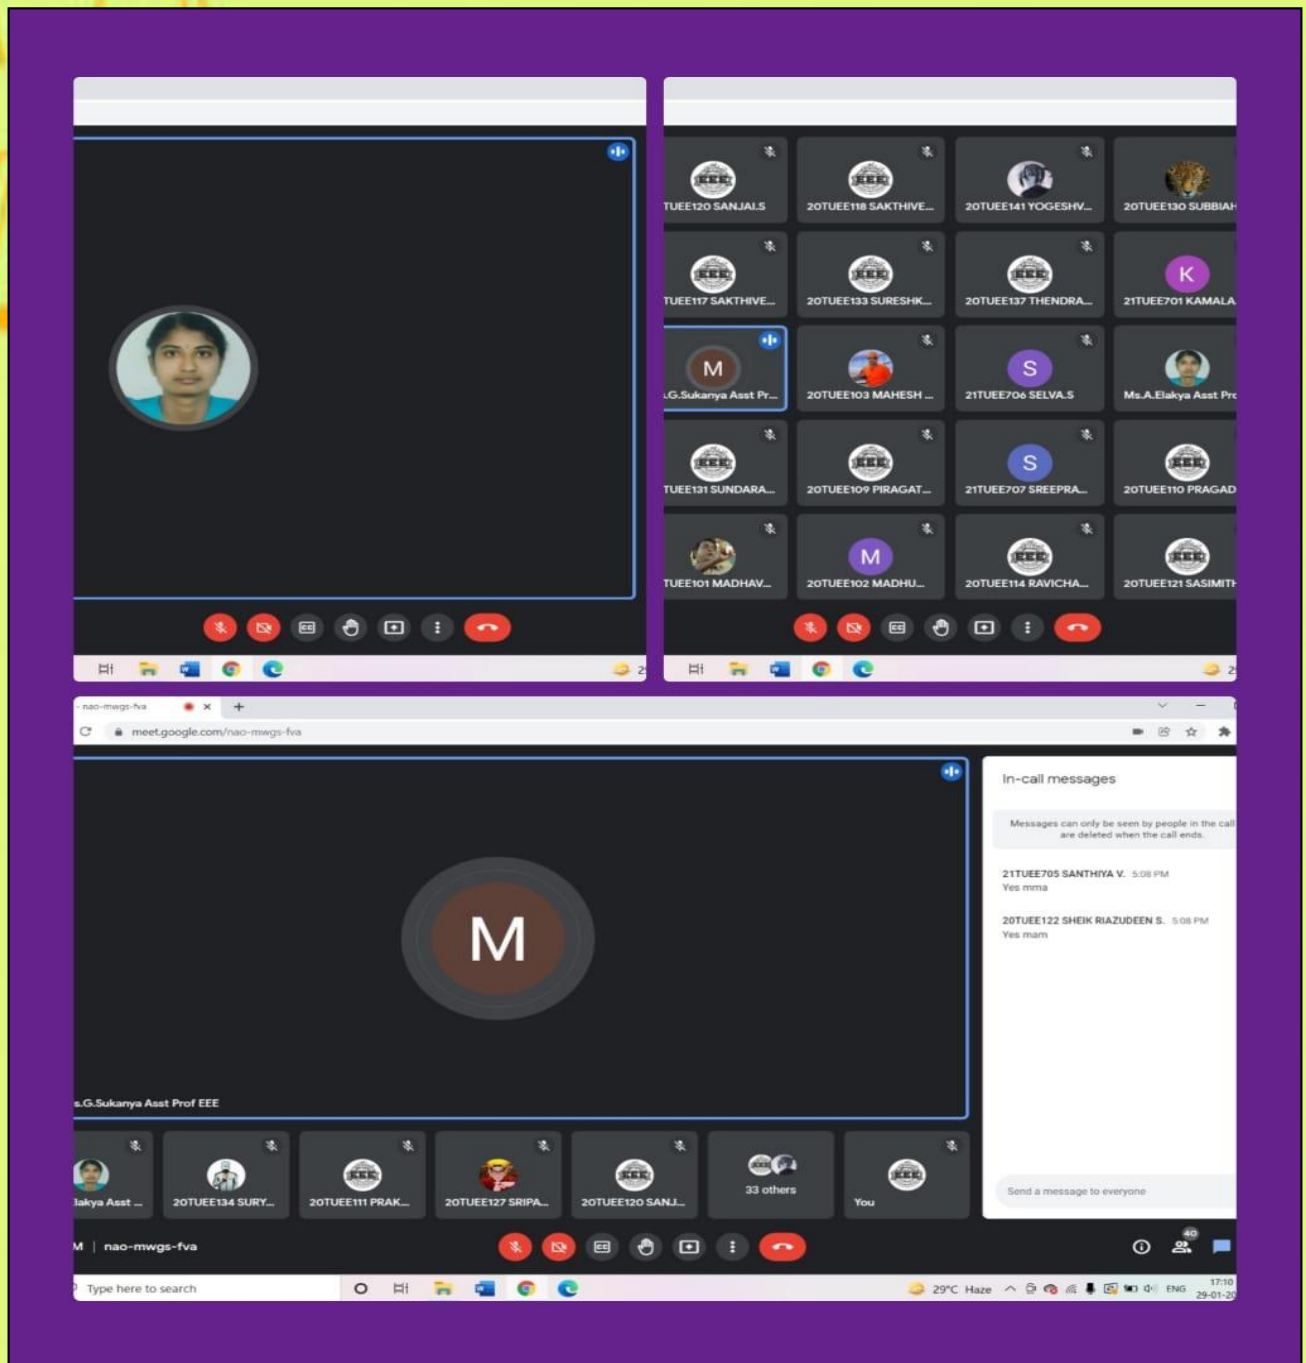 TUEE120 SANJAI.S
20TUEE118 SAKTHIVE...
20TUEE141 YOGESHV...
20TUEE130 SUBBIAH
TUEE117 SAKTHIVE...
20TUEE133 SURESHK...
20TUEE137 THENDRA...
K
21TUEE701 KAMALA
M
.G.Sukanya Asst Pr...
20TUEE103 MAHESH ...
S
21TUEE706 SELVA.S
Ms.A.Elakya Asst Pro
TUEE131 SUNDARA...
20TUEE109 PIRAGAT...
S
21TUEE707 SREEPRA...
20TUEE110 PRAGAD
TUEE101 MADHAV...
M
20TUEE102 MADHU...
20TUEE114 RAVICHA...
20TUEE121 SASIMITH
- nao-mwgs-fva
meet.google.com/nao-mwgs-fva
In-call messages
Messages can only be seen by people in the call
are deleted when the call ends.
21TUEE705 SANTHIYA V. 5:08 PM
Yes mma
20TUEE122 SHEIK RIAZUDEEN S. 5:08 PM
Yes mam
M
s.G.Sukanya Asst Prof EEE
lakya Asst ...
20TUEE134 SURY...
20TUEE111 PRAK...
20TUEE127 SRIPA...
20TUEE120 SANJ...
33 others
You
Send a message to everyone
M | nao-mwgs-fva
40
Type here to search
29°C Haze
ENG
17:10
29-01-20